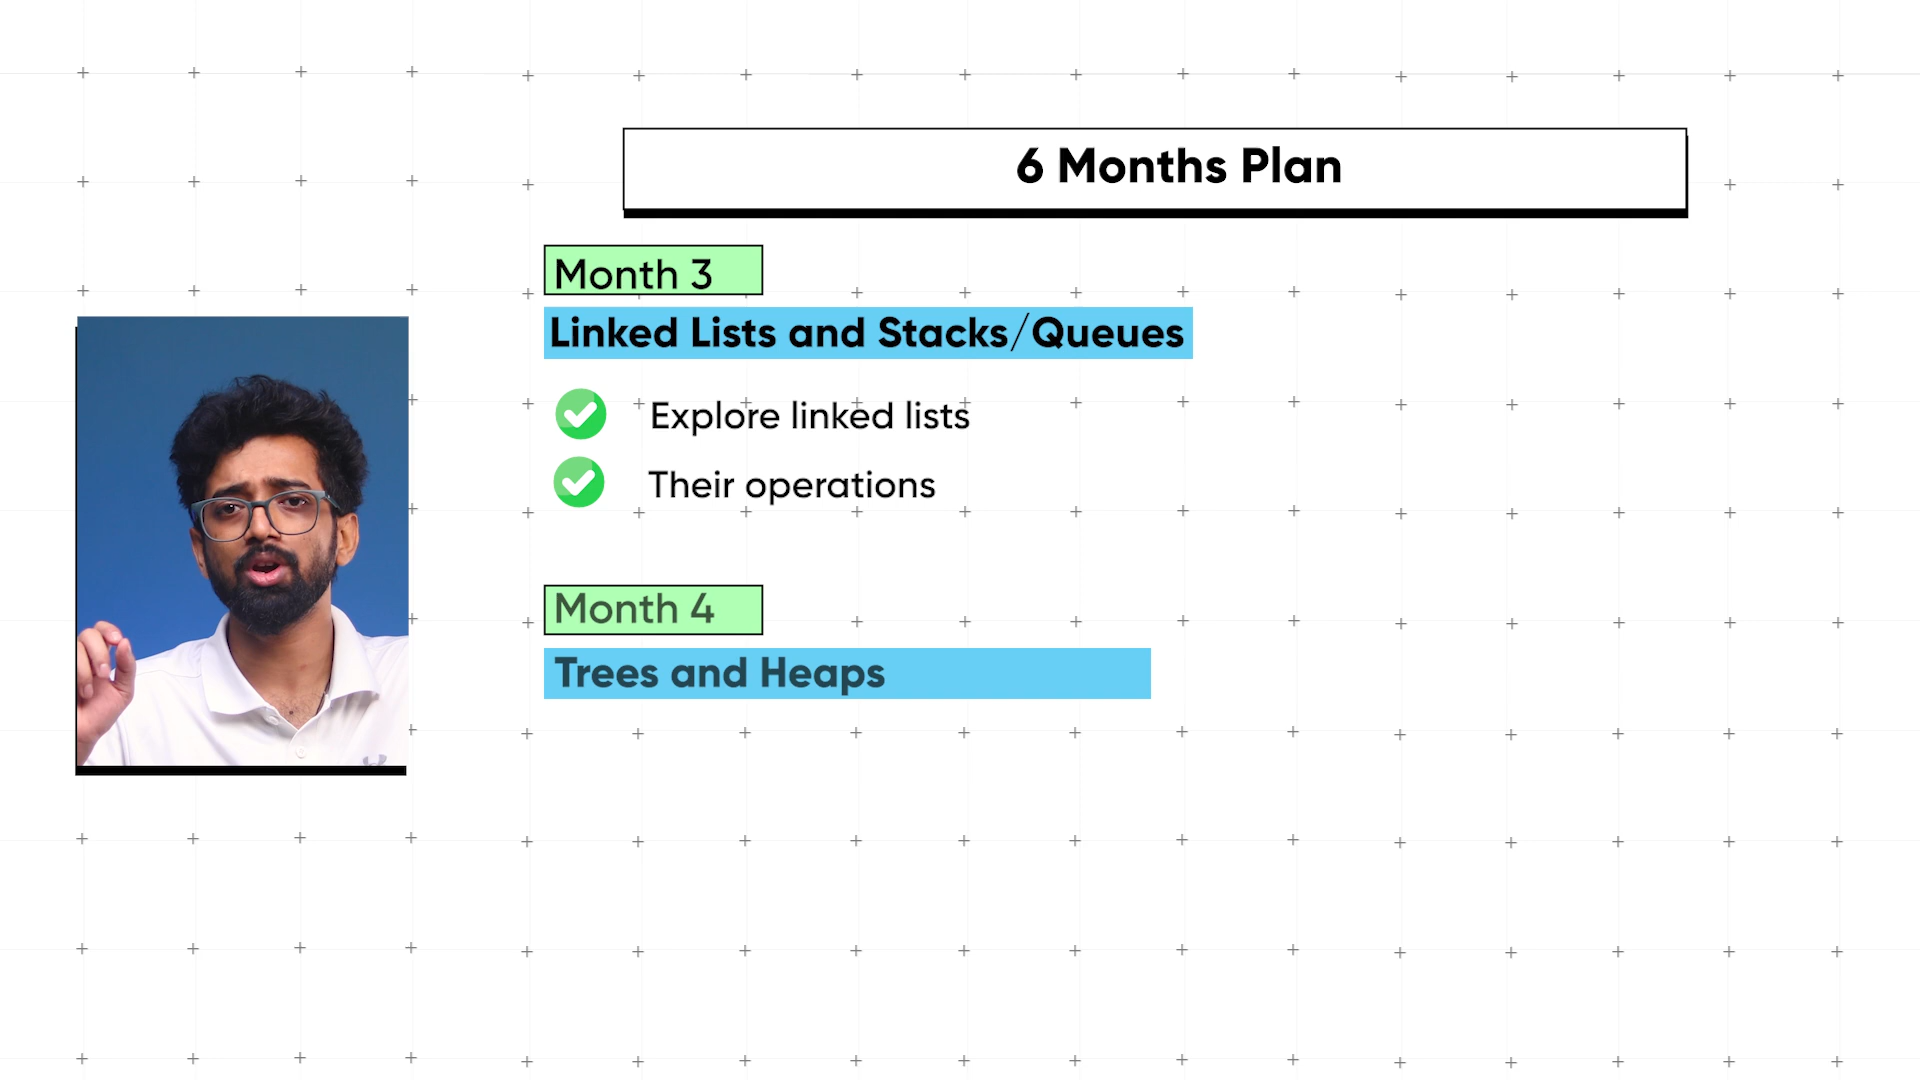 6 Months Plan
Month 3
Linked Lists and Stacks/Queues
Explore linked lists
Their operations
Month 4
Trees and Heaps